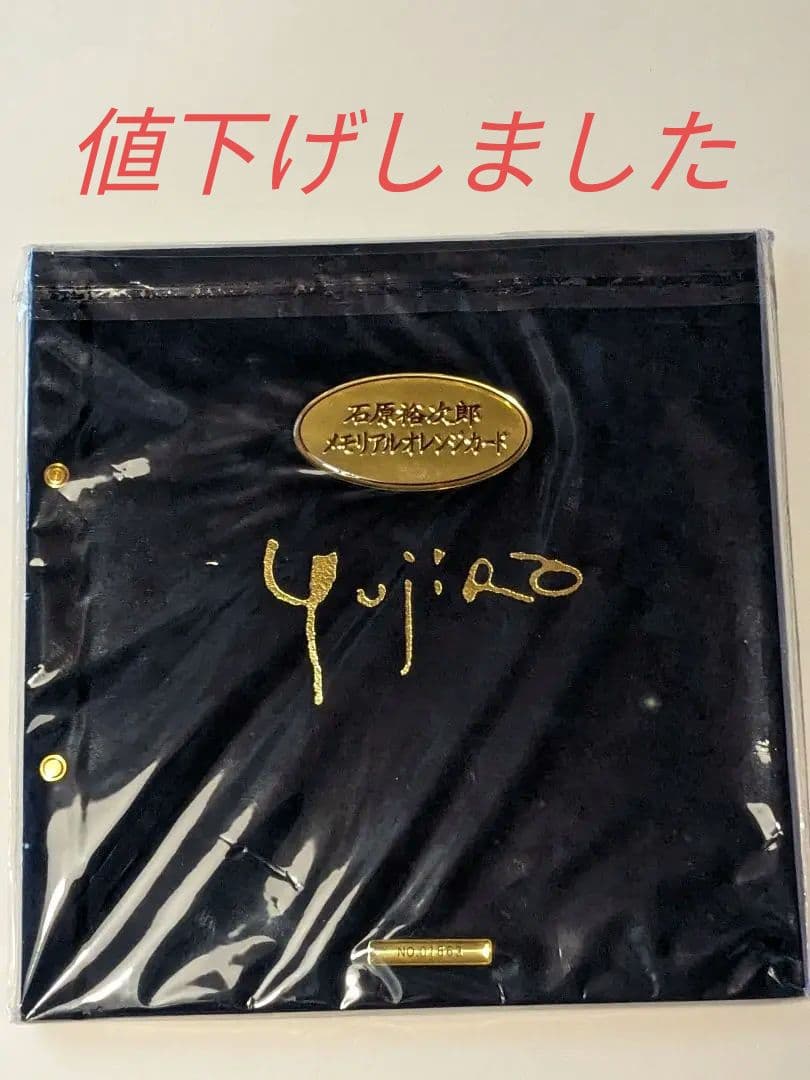 値下げしました
石原裕次郎
メモリアルオレンジカード
Yujiro